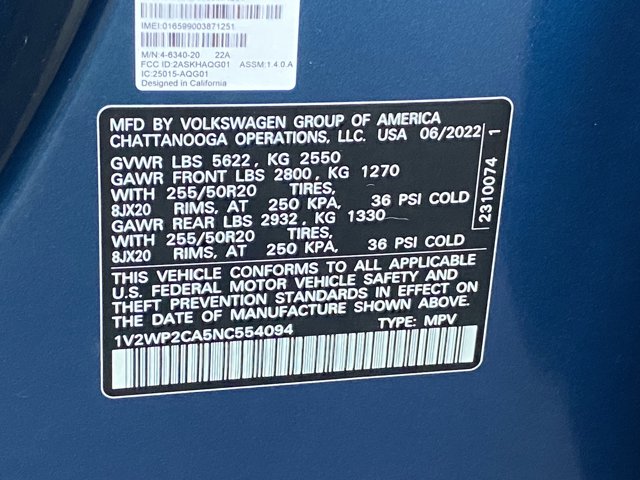 IMEI:016599003871251
M/N:4-6340-20 22A
FCC ID:2ASKHAQG01 ASSM:1.4.0.A
IC:25015-AQG01
Designed in California
MFD BY VOLKSWAGEN GROUP OF AMERICA
CHATTANOOGA OPERATIONS, LLC. USA 06/2022
GVWR LBS 5622, KG 2550
GAWR FRONT LBS 2800, KG 1270
WITH 255/50R20 TIRES,
8JX20 RIMS, AT 250 KPA, 36 PSI COLD
GAWR REAR LBS 2932, KG 1330
WITH 255/50R20 TIRES,
8JX20 RIMS, AT 250 KPA, 36 PSI COLD
THIS VEHICLE CONFORMS TO ALL APPLICABLE
U.S. FEDERAL MOTOR VEHICLE SAFETY AND
THEFT PREVENTION STANDARDS IN EFFECT ON
THE DATE OF MANUFACTURE SHOWN ABOVE.
1V2WP2CA5NC554094 TYPE: MPV
2310074 1